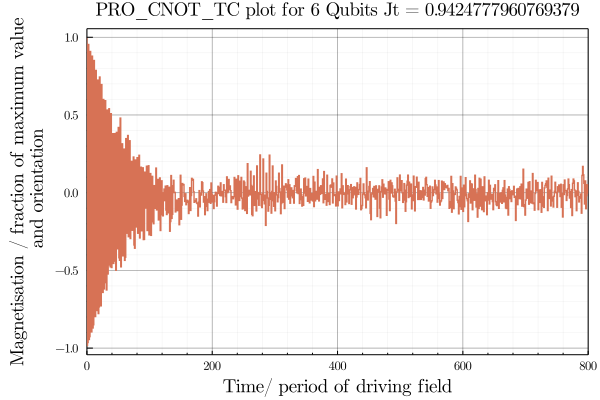 PRO_CNOT_TC plot for 6 Qubits Jt = 0.9424777960769379
Magnetisation / fraction of maximum value
and orientation
1.0
0.5
0.0
−0.5
−1.0
0 200 400 600 800
Time/ period of driving field